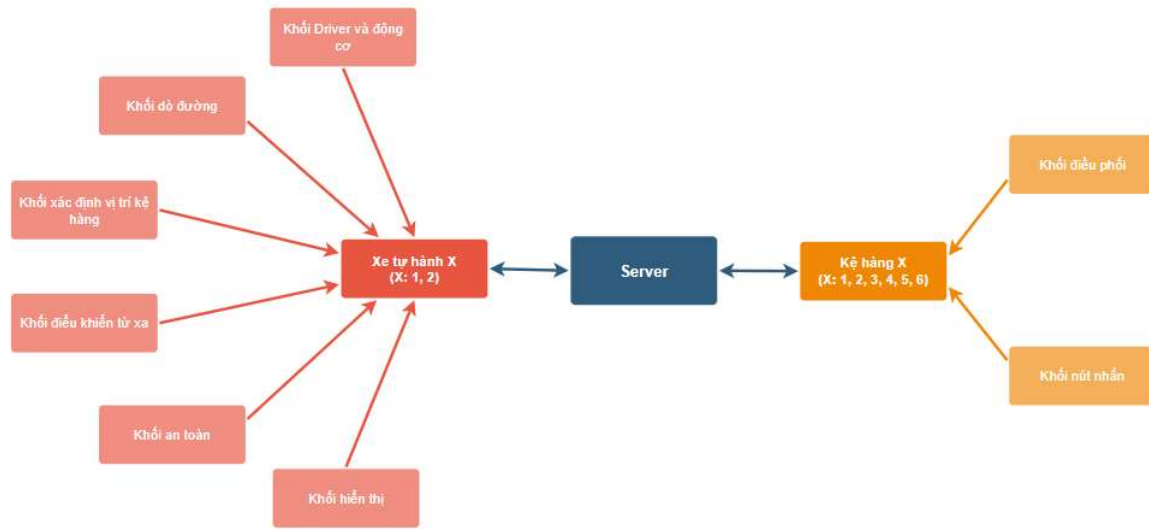 Khối Driver và động
cơ
Khối dò đường
Khối xác định vị trí kệ
hàng
Khối điều khiển từ xa
Khối an toàn
Khối hiển thị
Xe tự hành X
(X: 1, 2)
Server
Kệ hàng X
(X: 1, 2, 3, 4, 5, 6)
Khối điều phối
Khối nút nhấn